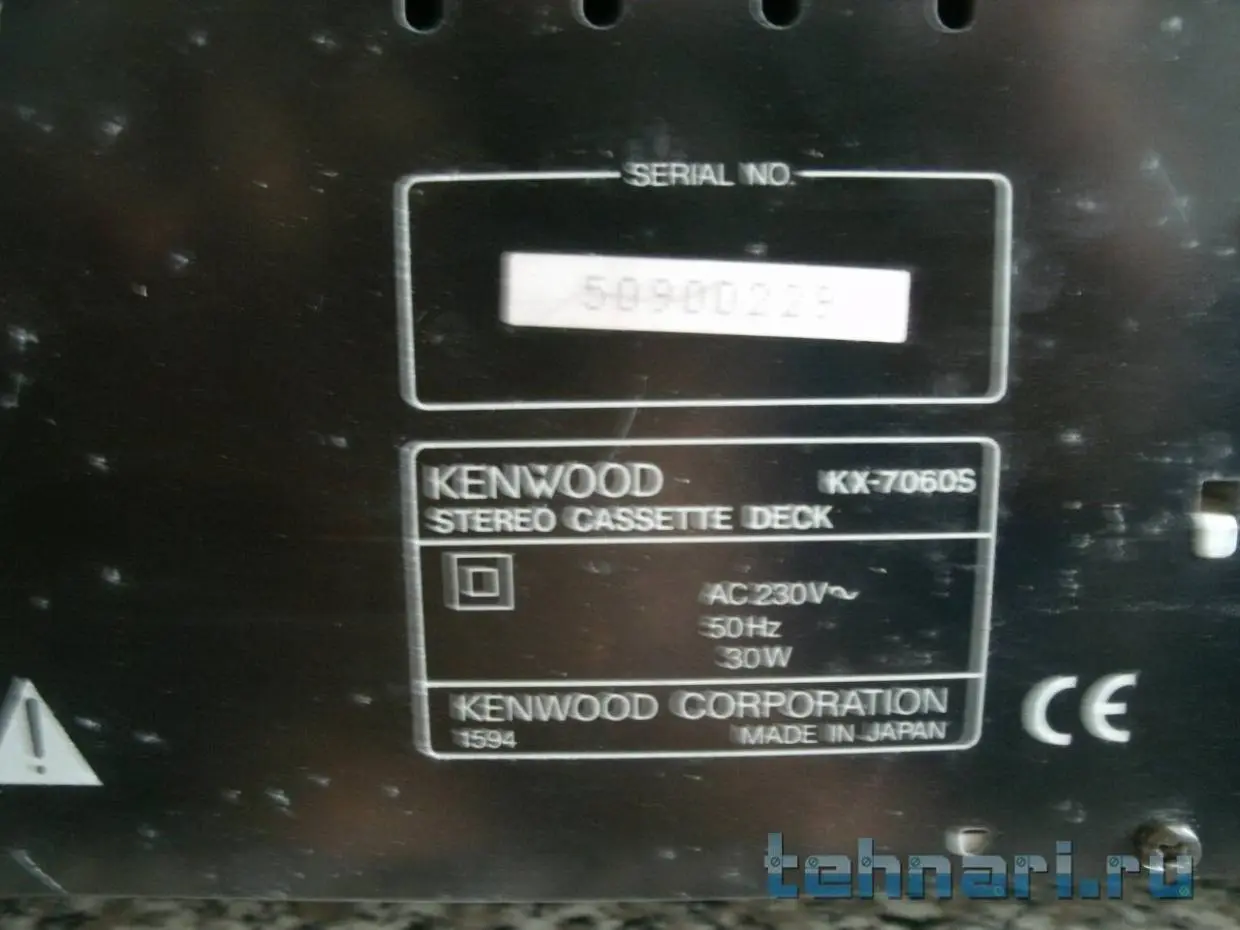 SERIAL NO.
50900229
KENWOOD KX-7060S
STEREO CASSETTE DECK
AC 230V~
50Hz
30W
KENWOOD CORPORATION
1594 MADE IN JAPAN
CE
tehnari.ru